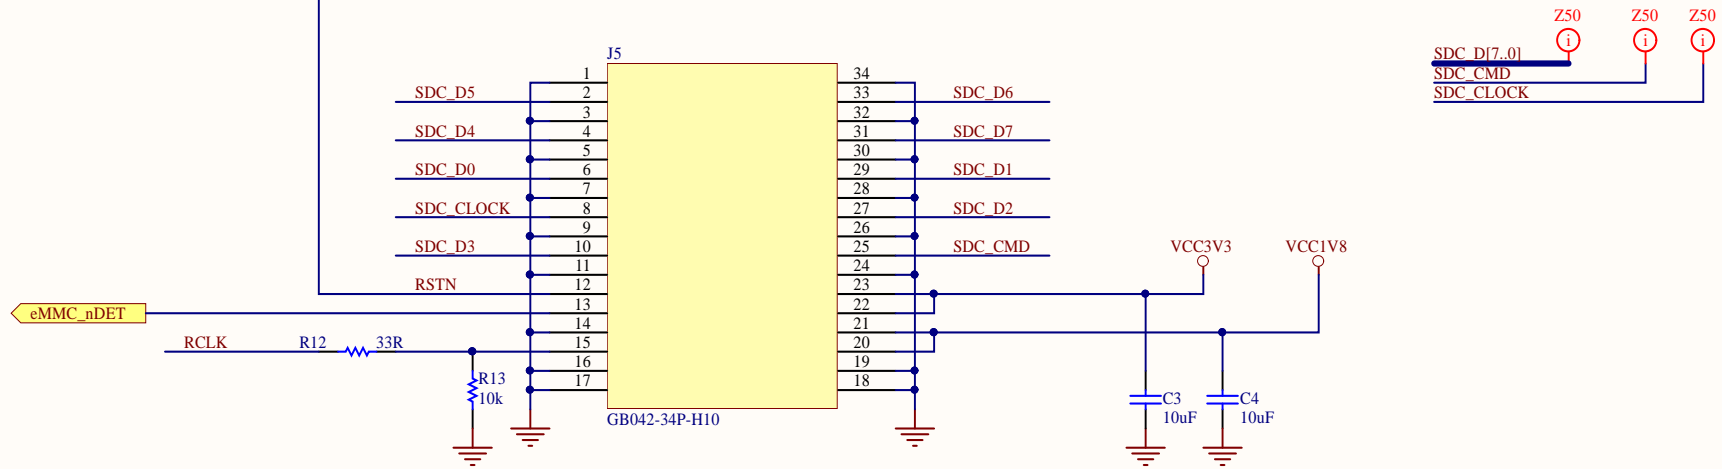 Z50 Z50 Z50
i i i
J5
SDC_D[7..0]
1 34
SDC_CMD
SDC_D5 2 33 SDC_D6
SDC_CLOCK
3 32
SDC_D4 4 31 SDC_D7
5 30
SDC_D0 6 29 SDC_D1
7 28
SDC_CLOCK 8 27 SDC_D2
9 26
SDC_D3 10 25 SDC_CMD
VCC3V3 VCC1V8
11 24
RSTN 12 23
eMMC_nDET 13 22
14 21
RCLK R12 33R 15 20
16 19
R13 17 18
10k
C3 C4
10uF 10uF
GB042-34P-H10